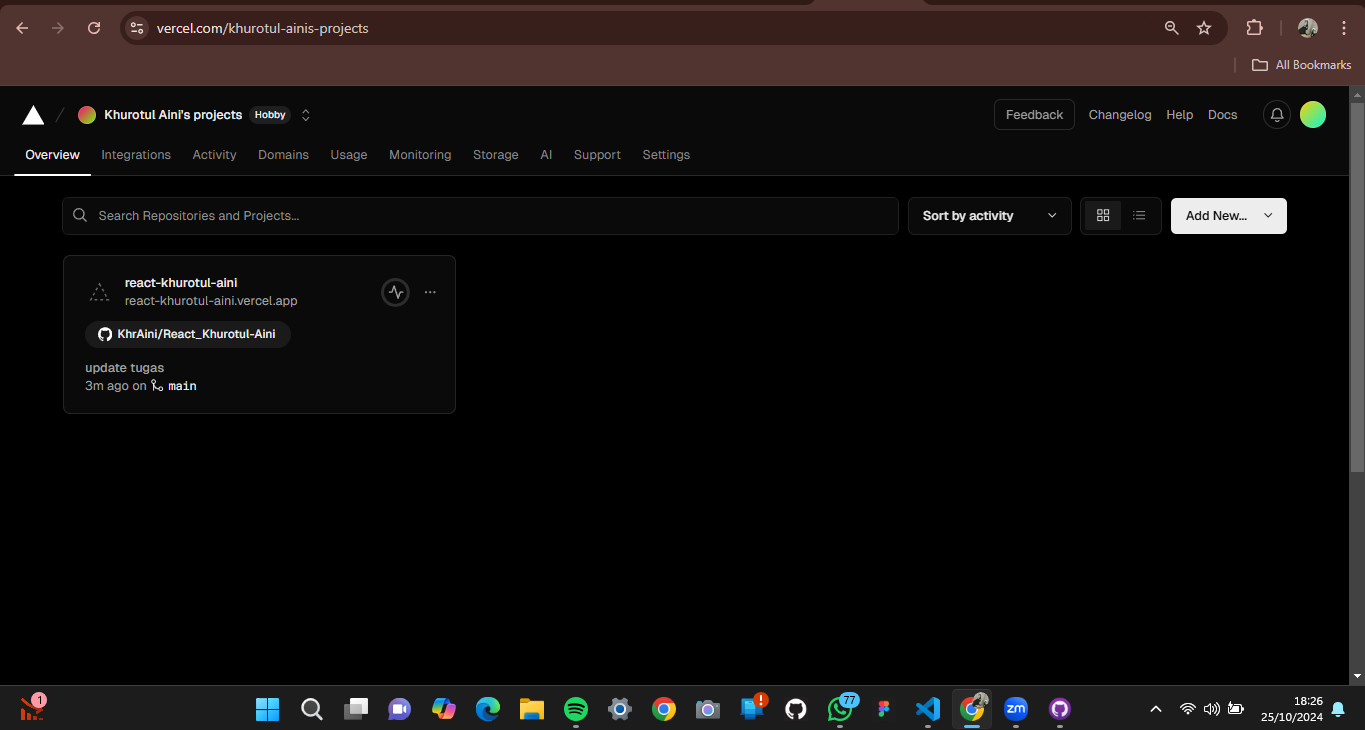 vercel.com/khurotul-ainis-projects
All Bookmarks
Khurotul Aini's projects Hobby
Feedback Changelog Help Docs
Overview Integrations Activity Domains Usage Monitoring Storage AI Support Settings
Search Repositories and Projects...
Sort by activity
Add New...
react-khurotul-aini
react-khurotul-aini.vercel.app
KhrAini/React_Khurotul-Aini
update tugas
3m ago on main
1
77
zm
18:26
25/10/2024